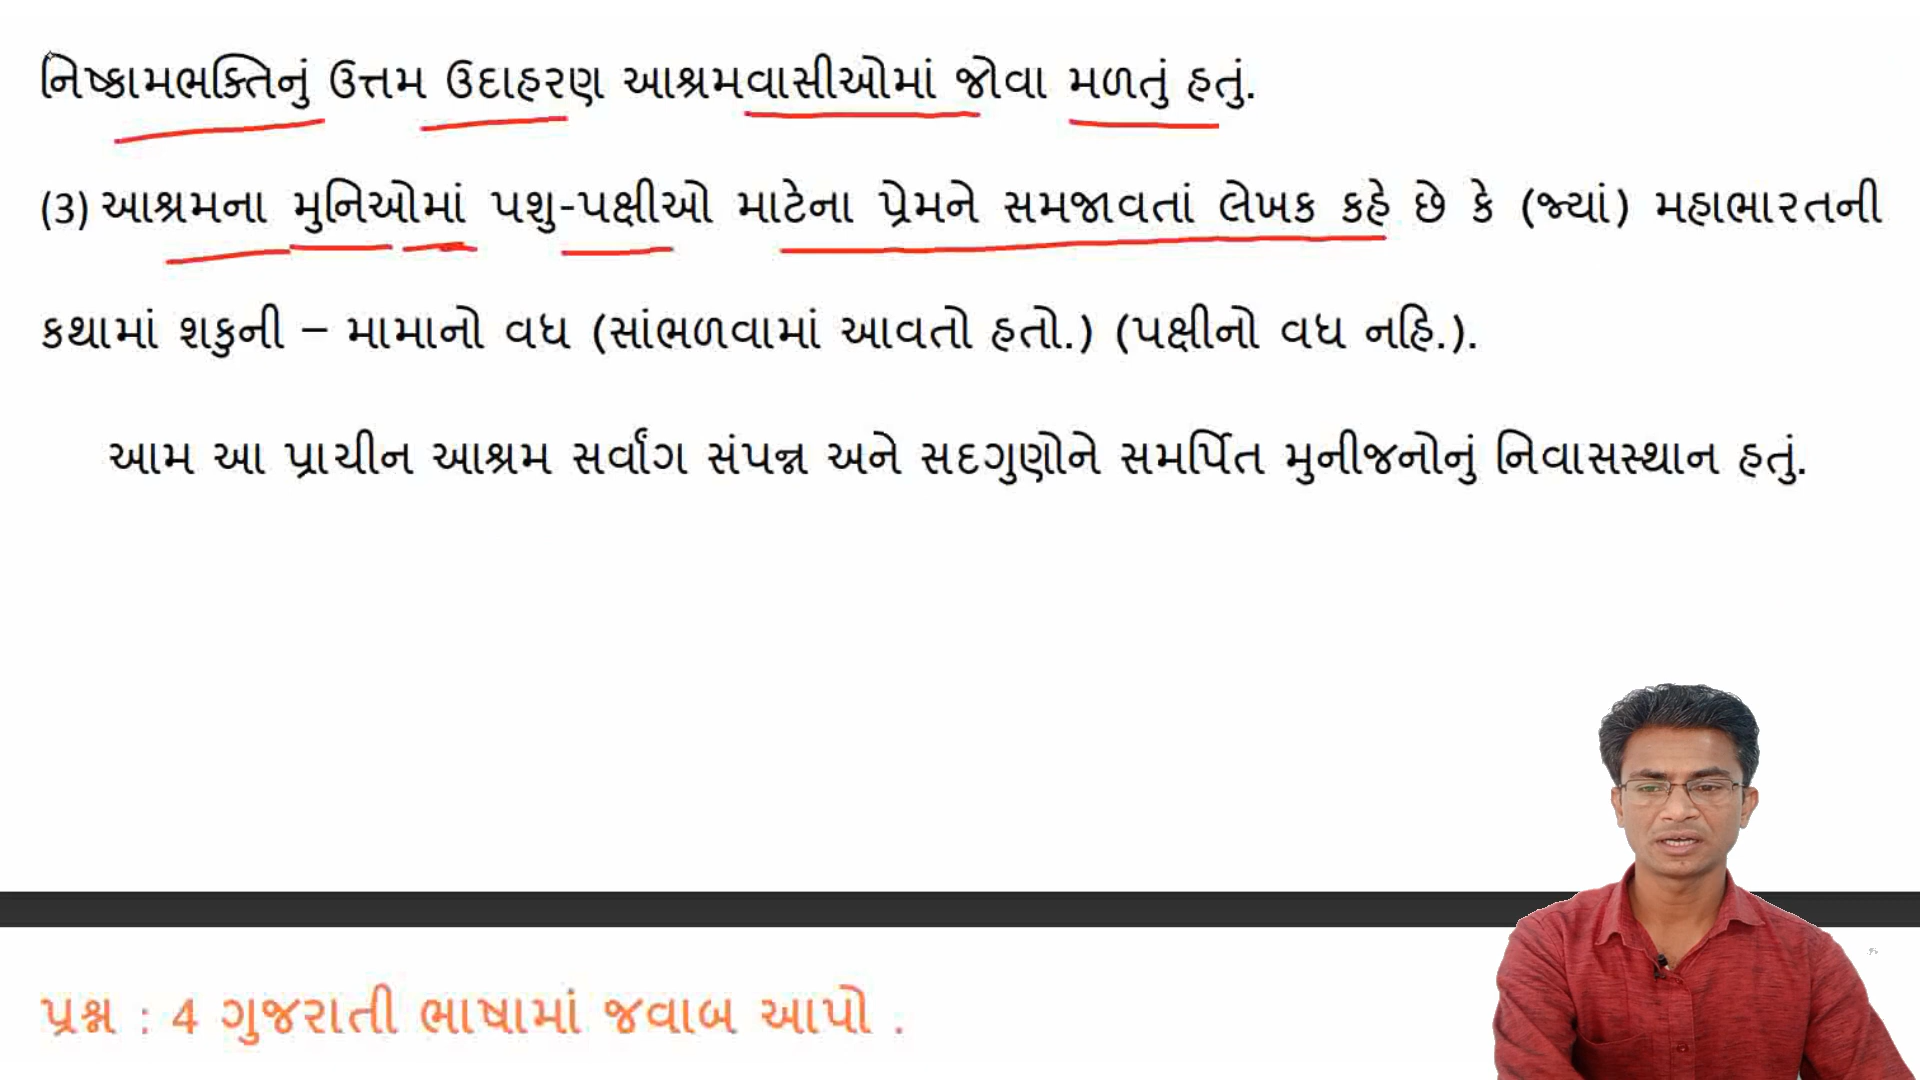 નિષ્કામભક્તિનું ઉત્તમ ઉદાહરણ આશ્રમવાસીઓમાં જોવા મળતું હતું.
(3) આશ્રમના મુનિઓમાં પશુ-પક્ષીઓ માટેના પ્રેમને સમજાવતાં લેખક કહે છે કે (જ્યાં) મહાભારતની
કથામાં શકુની – મામાનો વધ (સાંભળવામાં આવતો હતો.) (પક્ષીનો વધ નહિ.).
આમ આ પ્રાચીન આશ્રમ સર્વાંગ સંપન્ન અને સદગુણોને સમર્પિત મુનીજનોનું નિવાસસ્થાન હતું.
પ્રશ્ન : 4 ગુજરાતી ભાષામાં જવાબ આપો .